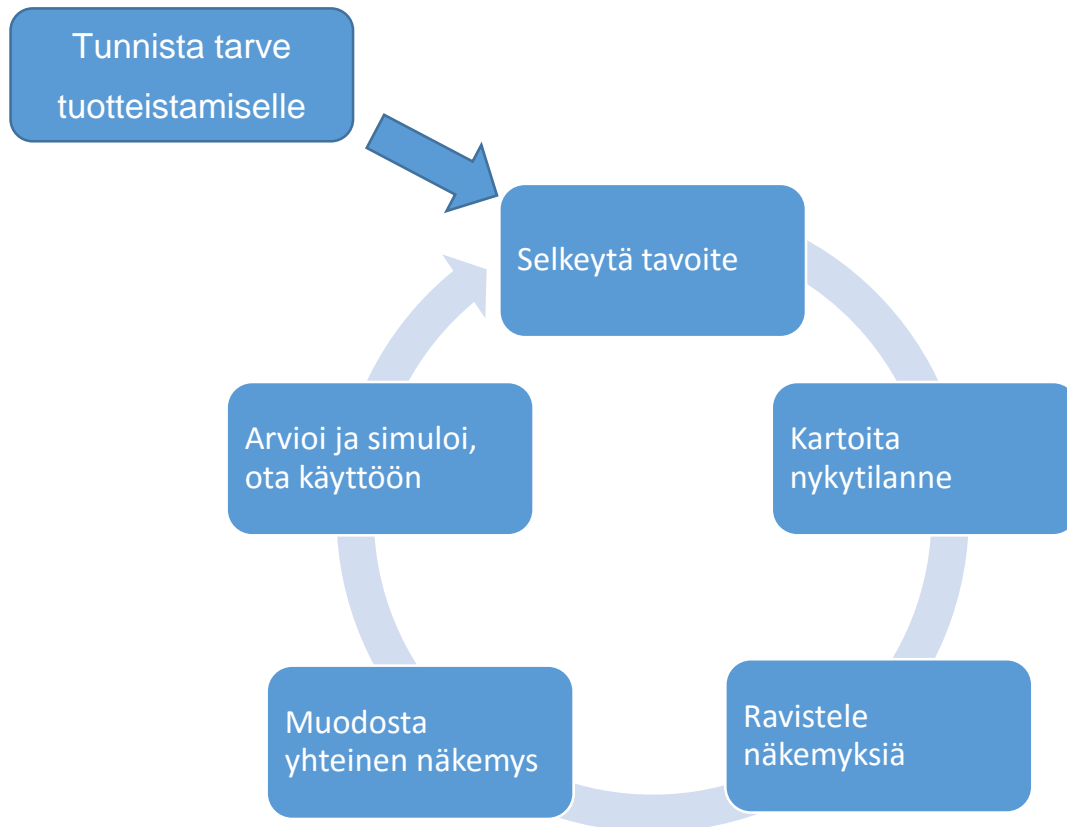 Tunnista tarve
tuotteistamiselle
Selkeytä tavoite
Kartoita
nykytilanne
Ravistele
näkemyksiä
Muodosta
yhteinen näkemys
Arvioi ja simuloi,
ota käyttöön